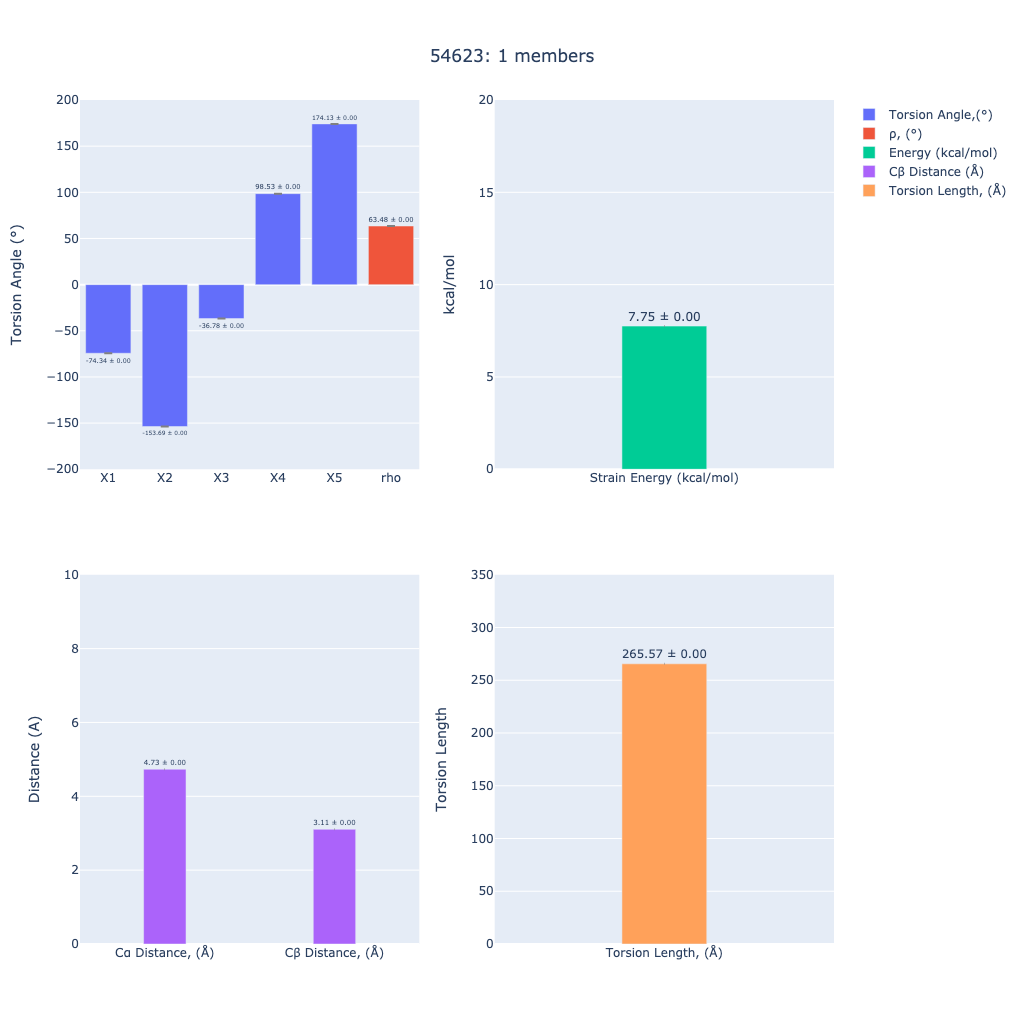 54623: 1 members
Torsion Angle (°)
200
150
100
50
0
−50
−100
−150
−200
-74.34 ± 0.00
-153.69 ± 0.00
-36.78 ± 0.00
98.53 ± 0.00
174.13 ± 0.00
63.48 ± 0.00
X1 X2 X3 X4 X5 rho
kcal/mol
20
15
10
5
0
7.75 ± 0.00
Strain Energy (kcal/mol)
Torsion Angle,(°)
ρ, (°)
Energy (kcal/mol)
Cβ Distance (Å)
Torsion Length, (Å)
Distance (A)
10
8
6
4
2
0
4.73 ± 0.00
3.11 ± 0.00
Cα Distance, (Å) Cβ Distance, (Å)
Torsion Length
350
300
250
200
150
100
50
0
265.57 ± 0.00
Torsion Length, (Å)